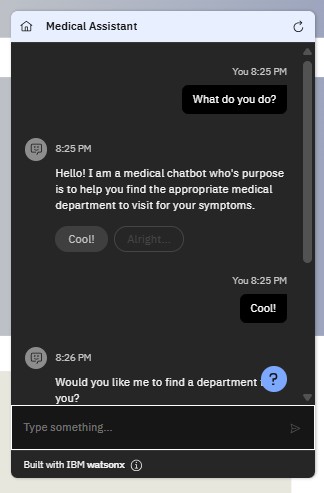 Medical Assistant
You 8:25 PM
What do you do?
8:25 PM
Hello! I am a medical chatbot who's purpose
is to help you find the appropriate medical
department to visit for your symptoms.
Cool! Alright...
You 8:25 PM
Cool!
8:26 PM
Would you like me to find a department
you?
?
Type something...
Built with IBM watsonx